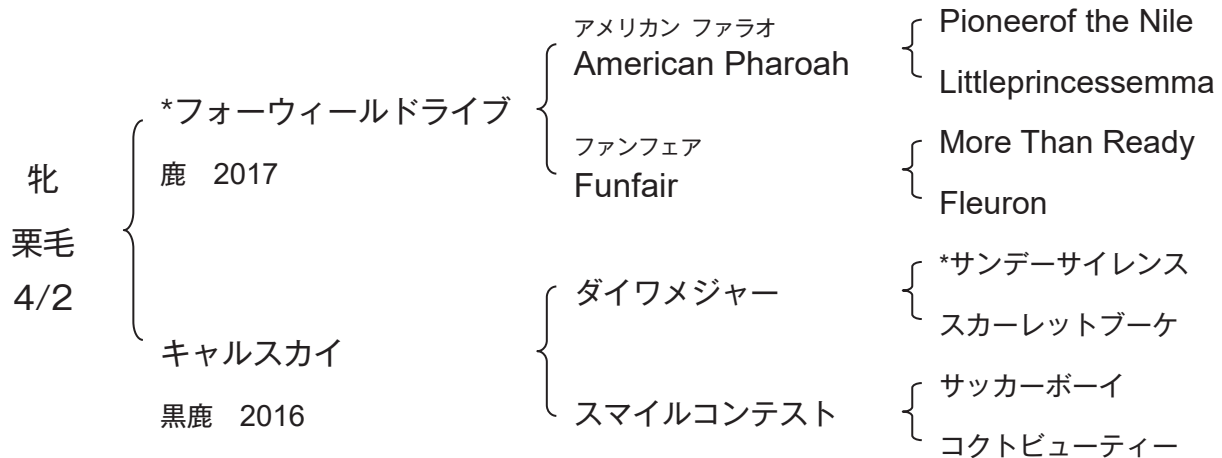 牝
栗毛
4/2
*フォーウィールドライブ
鹿　2017
キャルスカイ
黒鹿　2016
アメリカン ファラオ
American Pharoah
ファンフェア
Funfair
ダイワメジャー
スマイルコンテスト
Pioneerof the Nile
Littleprincessemma
More Than Ready
Fleuron
*サンデーサイレンス
スカーレットブーケ
サッカーボーイ
コクトビューティー